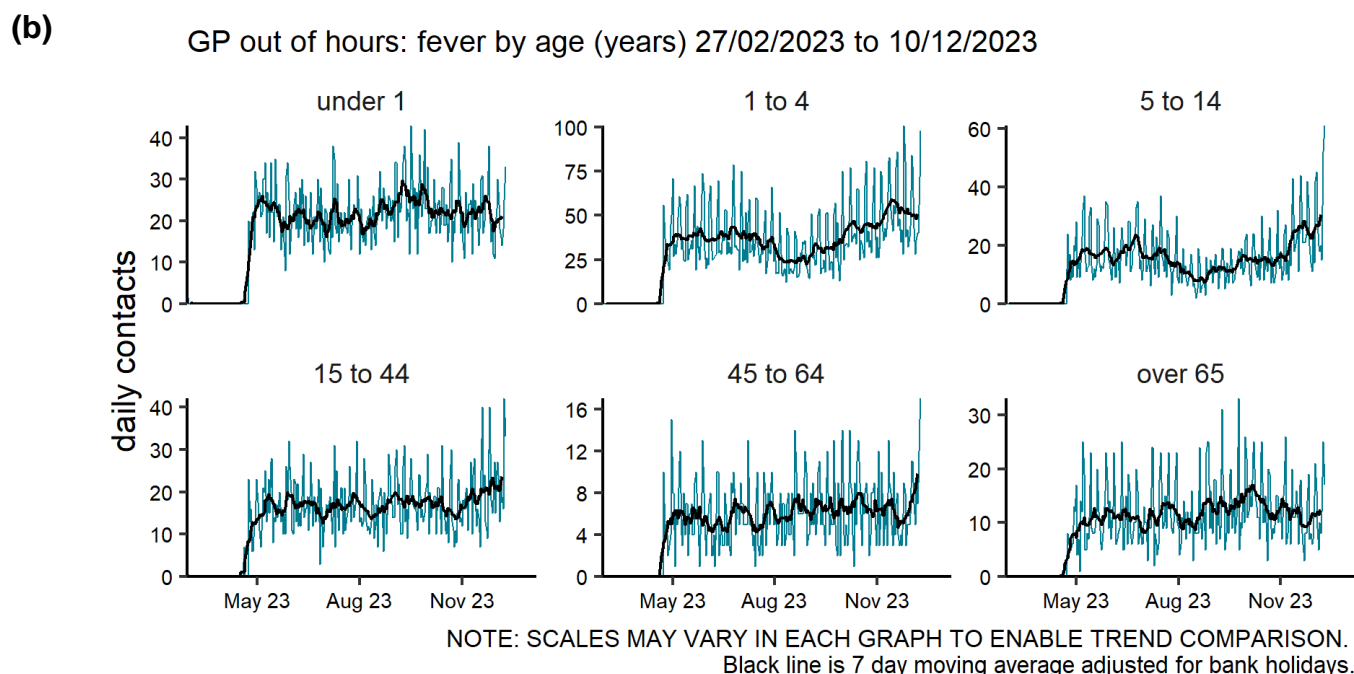 (b)
GP out of hours: fever by age (years) 27/02/2023 to 10/12/2023
daily contacts
under 1
1 to 4
5 to 14
40
30
20
10
0
100
75
50
25
0
60
40
20
0
15 to 44
45 to 64
over 65
40
30
20
10
0
16
12
8
4
0
30
20
10
0
May 23 Aug 23 Nov 23
May 23 Aug 23 Nov 23
May 23 Aug 23 Nov 23
NOTE: SCALES MAY VARY IN EACH GRAPH TO ENABLE TREND COMPARISON.
Black line is 7 day moving average adjusted for bank holidays.